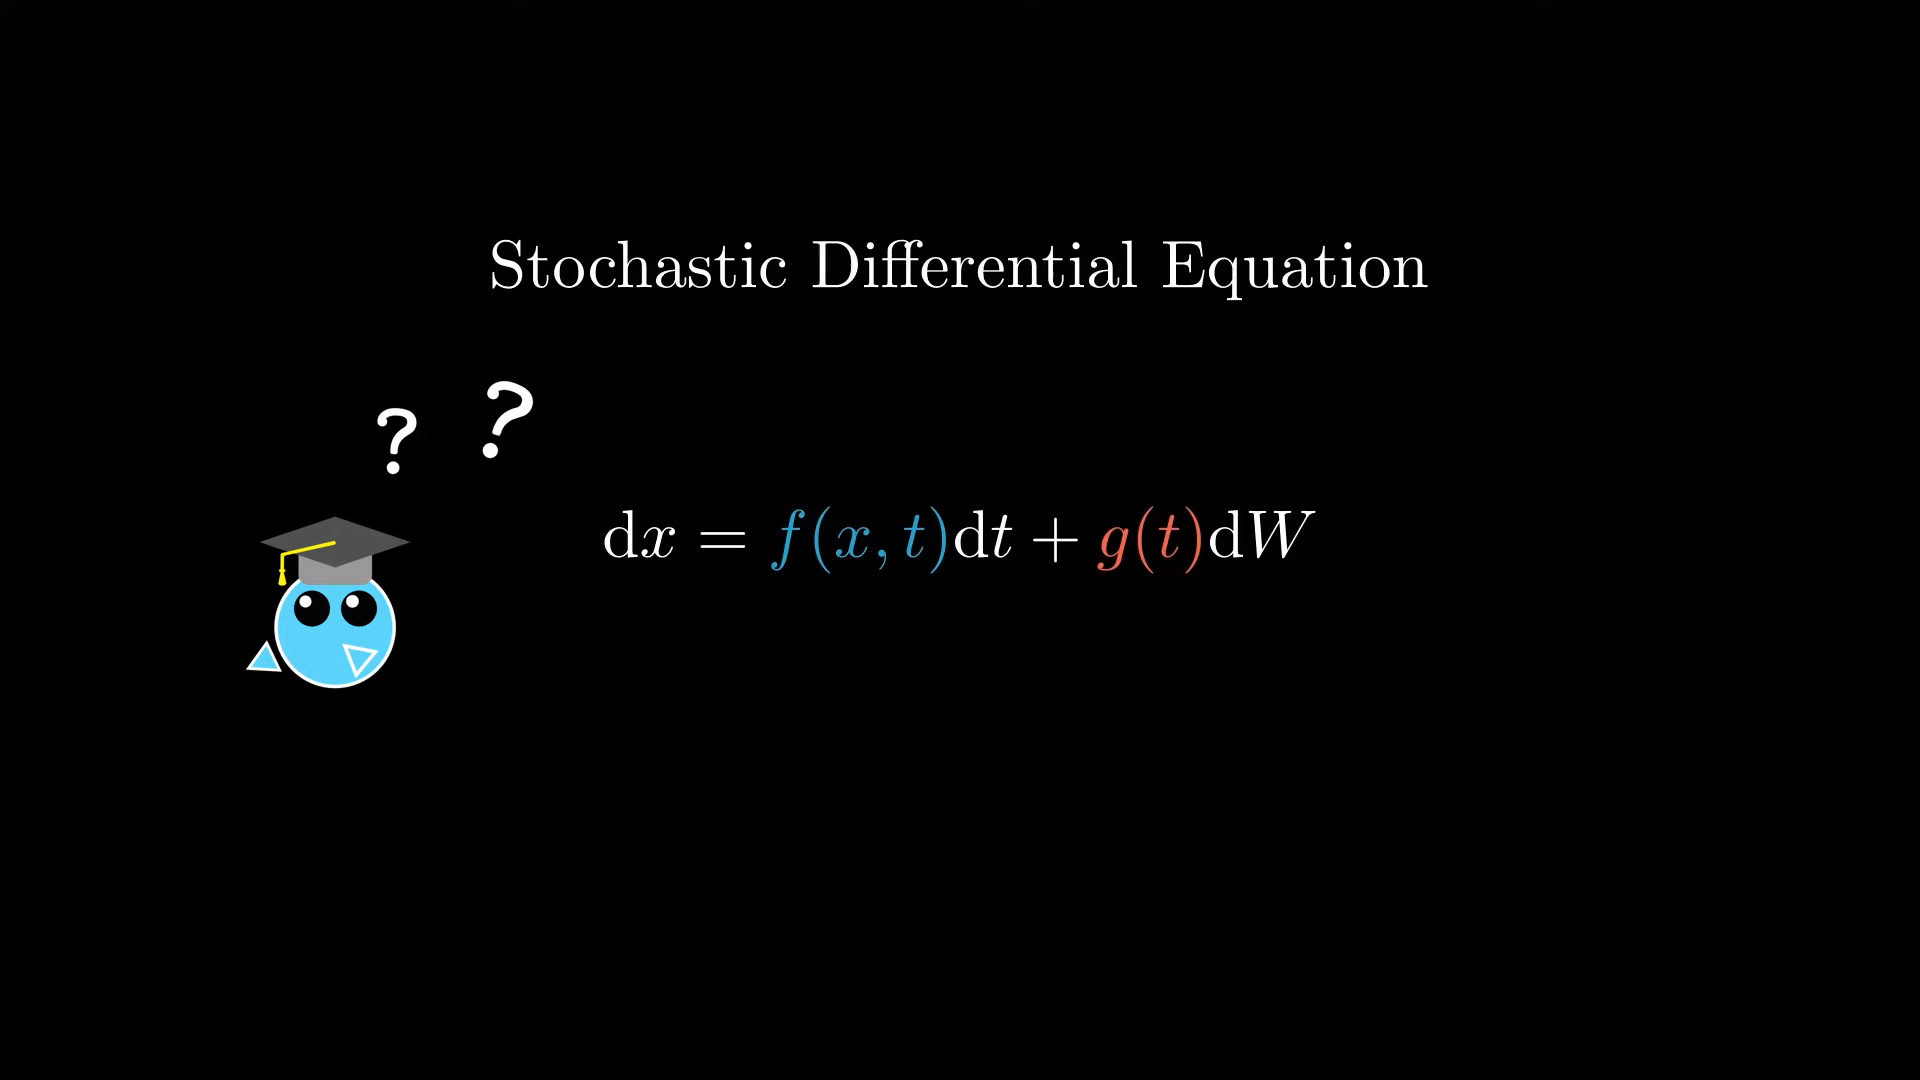 Stochastic Differential Equation
? ?
dx = f(x, t)dt + g(t)dW